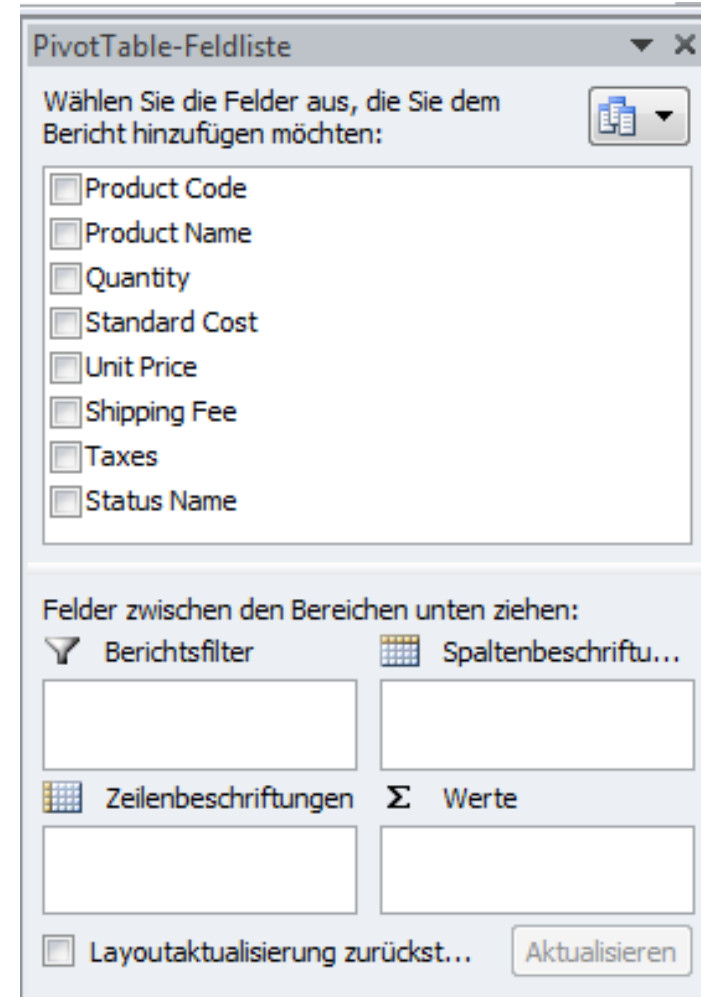 PivotTable-Feldliste
Wählen Sie die Felder aus, die Sie dem
Bericht hinzufügen möchten:
Product Code
Product Name
Quantity
Standard Cost
Unit Price
Shipping Fee
Taxes
Status Name
Felder zwischen den Bereichen unten ziehen:
Berichtsfilter Spaltenbeschriftu...
Zeilenbeschriftungen Σ Werte
Layoutaktualisierung zurückst... Aktualisieren